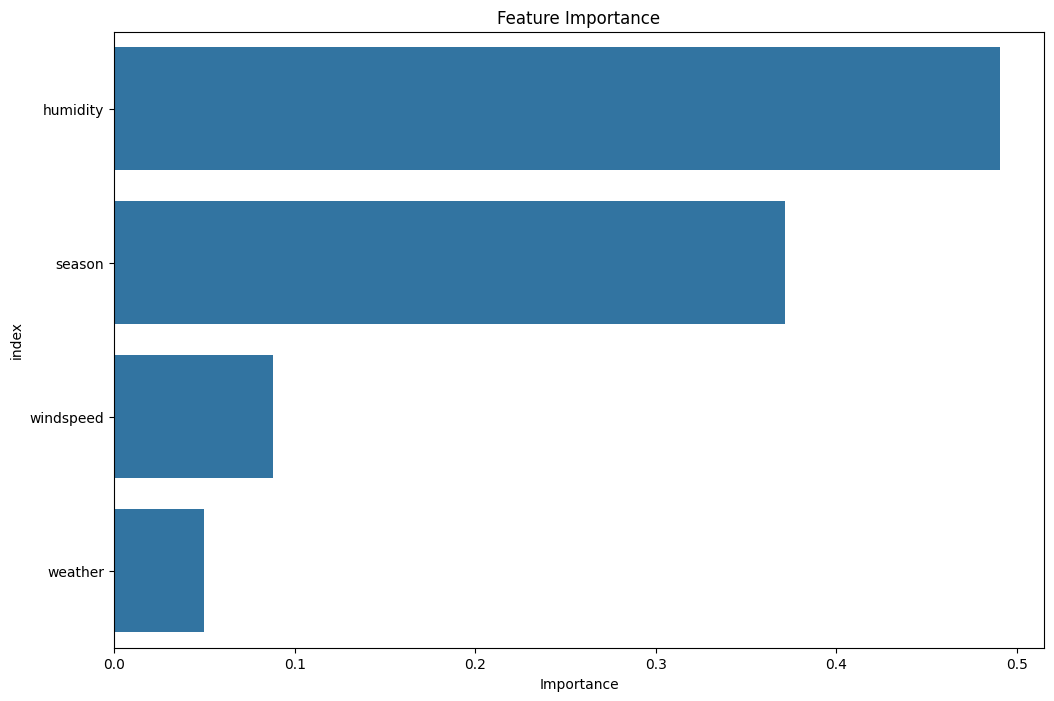 Feature Importance
humidity
season
windspeed
weather
index
0.0 0.1 0.2 0.3 0.4 0.5
Importance